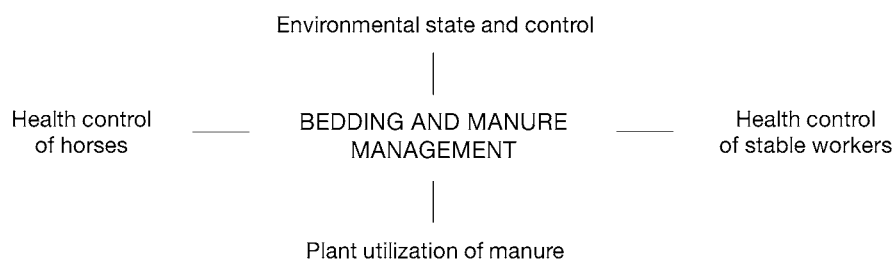 Environmental state and control
Health control
of horses
BEDDING AND MANURE
MANAGEMENT
Health control
of stable workers
Plant utilization of manure